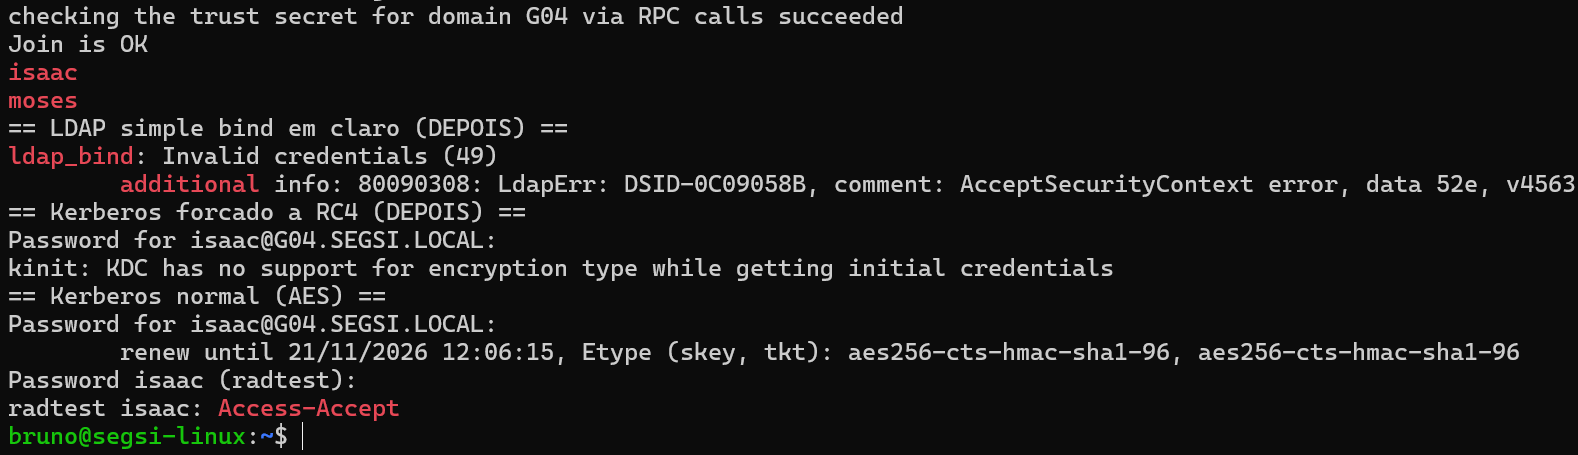 checking the trust secret for domain G04 via RPC calls succeeded
Join is OK
isaac
moses
== LDAP simple bind em claro (DEPOIS) ==
ldap_bind: Invalid credentials (49)
additional info: 80090308: LdapErr: DSID-0C09058B, comment: AcceptSecurityContext error, data 52e, v4563
== Kerberos forcado a RC4 (DEPOIS) ==
Password for isaac@G04.SEGSI.LOCAL:
kinit: KDC has no support for encryption type while getting initial credentials
== Kerberos normal (AES) ==
Password for isaac@G04.SEGSI.LOCAL:
renew until 21/11/2026 12:06:15, Etype (skey, tkt): aes256-cts-hmac-sha1-96, aes256-cts-hmac-sha1-96
Password isaac (radtest):
radtest isaac: Access-Accept
bruno@segsi-linux:~$